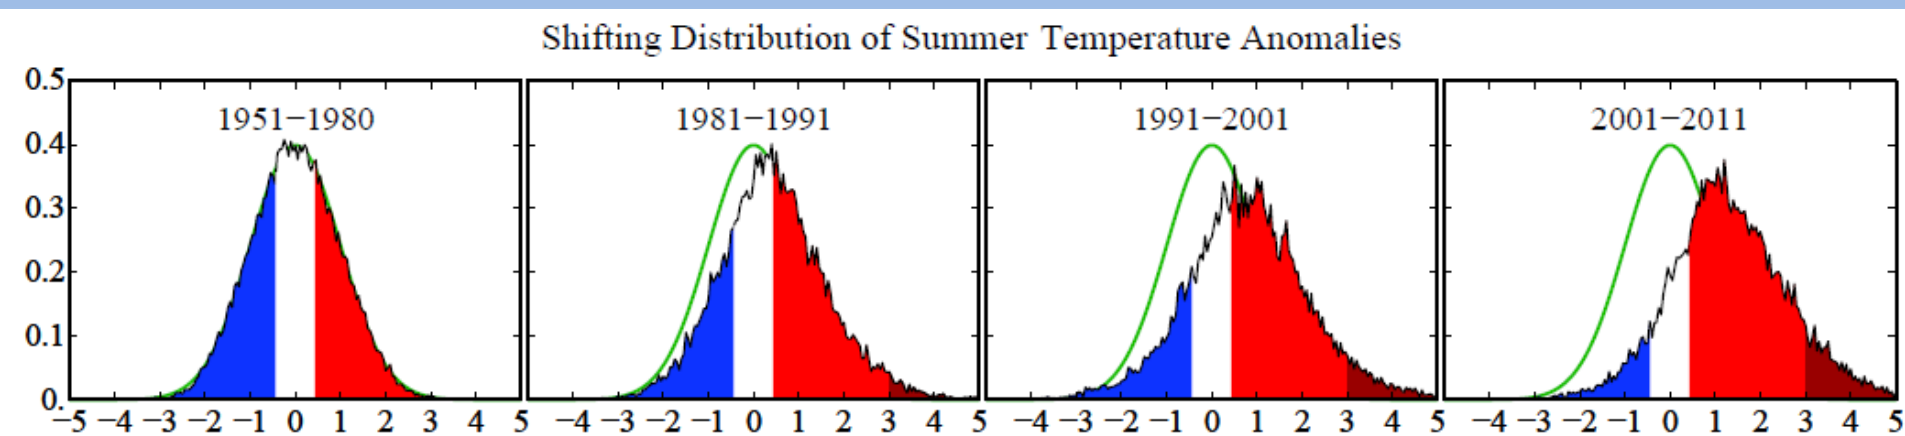 Shifting Distribution of Summer Temperature Anomalies
0.5
1951−1980 1981−1991 1991−2001 2001−2011
0.4
0.3
0.2
0.1
0.
−5 −4 −3 −2 −1 0 1 2 3 4 5 −4 −3 −2 −1 0 1 2 3 4 5 −4 −3 −2 −1 0 1 2 3 4 5 −4 −3 −2 −1 0 1 2 3 4 5